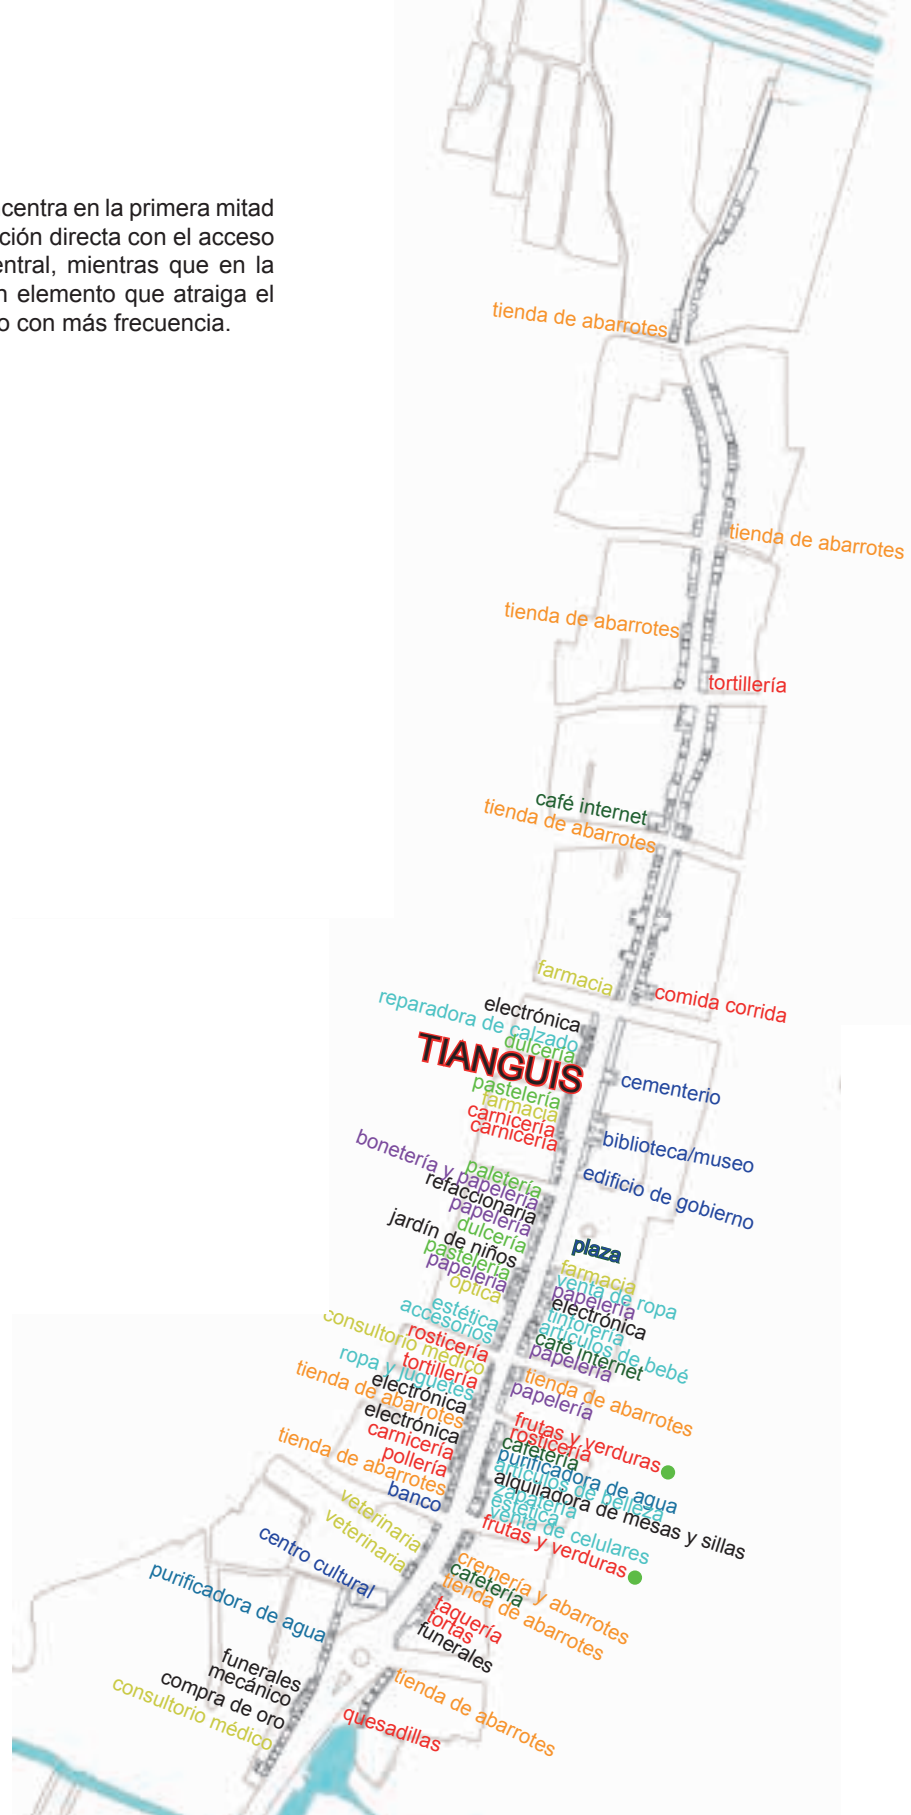 centra en la primera mitad
ción directa con el acceso
entral, mientras que en la
n elemento que atraiga el
o con más frecuencia.
tienda de abarrotes
tienda de abarrotes
tienda de abarrotes
tortillería
café internet
tienda de abarrotes
farmacia
comida corrida
electrónica
reparadora de calzado
dulcería
TIANGUIS
pastelería
farmacia
carnicería
carnicería
cementerio
biblioteca/museo
edificio de gobierno
paletería
bonetería y papelería
refaccionaria
papelería
dulcería
jardín de niños
pastelería
papelería
óptica
estética
accesorios
plaza
farmacia
venta de ropa
papelería
electrónica
tintorería
artículos de bebé
café internet
papelería
rosticería
consultorio médico
tortillería
ropa y juguetes
electrónica
tienda de abarrotes
electrónica
carnicería
pollería
tienda de abarrotes
banco
tienda de abarrotes
papelería
frutas y verduras
rosticería
cafetería
purificadora de agua
artículos de belleza
alquiladora de mesas y sillas
zapatería
estética
venta de celulares
frutas y verduras
veterinaria
veterinaria
centro cultural
purificadora de agua
cremería y abarrotes
cafetería
tienda de abarrotes
taquería
tortas
funerales
funerales
mecánico
compra de oro
consultorio médico
tienda de abarrotes
quesadillas